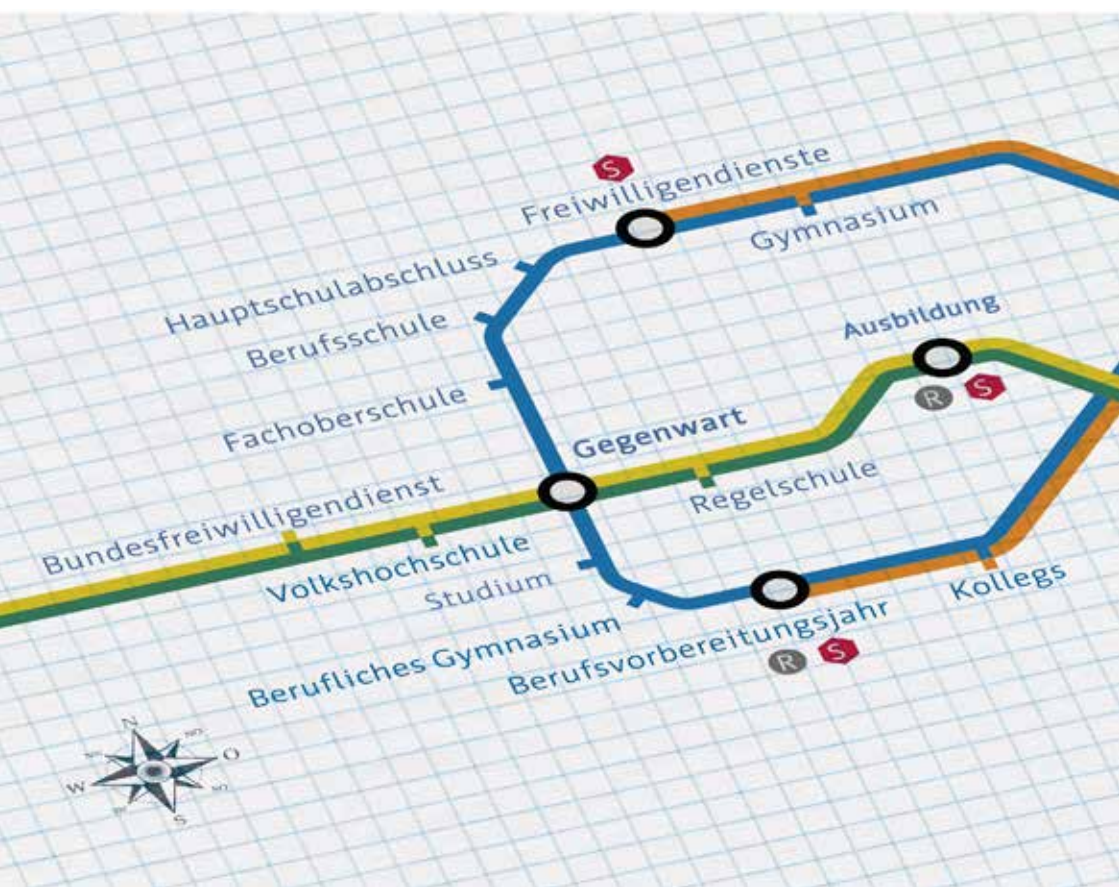 S
Freiwilligendienste
Gymnasium
Hauptschulabschluss
Berufsschule
Ausbildung
R S
Fachoberschule
Gegenwart
Regelschule
Bundesfreiwilligendienst
Volkshochschule
Studium
Kollegs
Berufliches Gymnasium
Berufsvorbereitungsjahr
R S
N
O
W
S